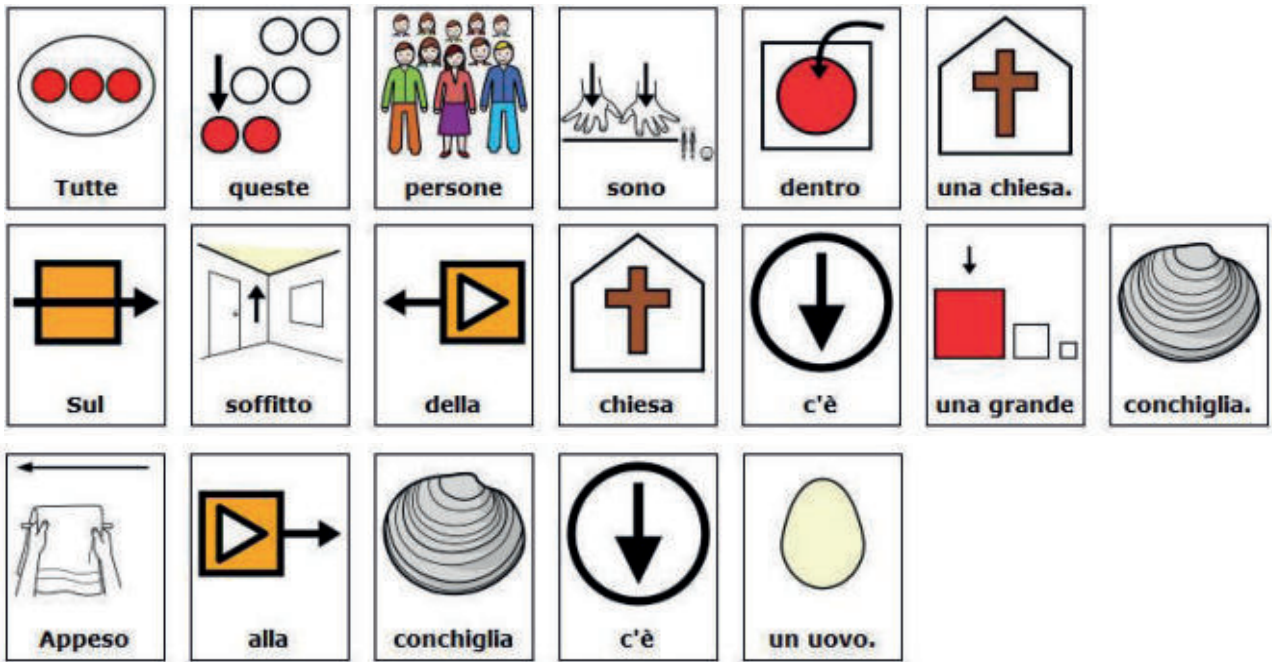 Tutte queste persone sono dentro una chiesa.
Sul soffitto della chiesa c'è una grande conchiglia.
Appeso alla conchiglia c'è un uovo.